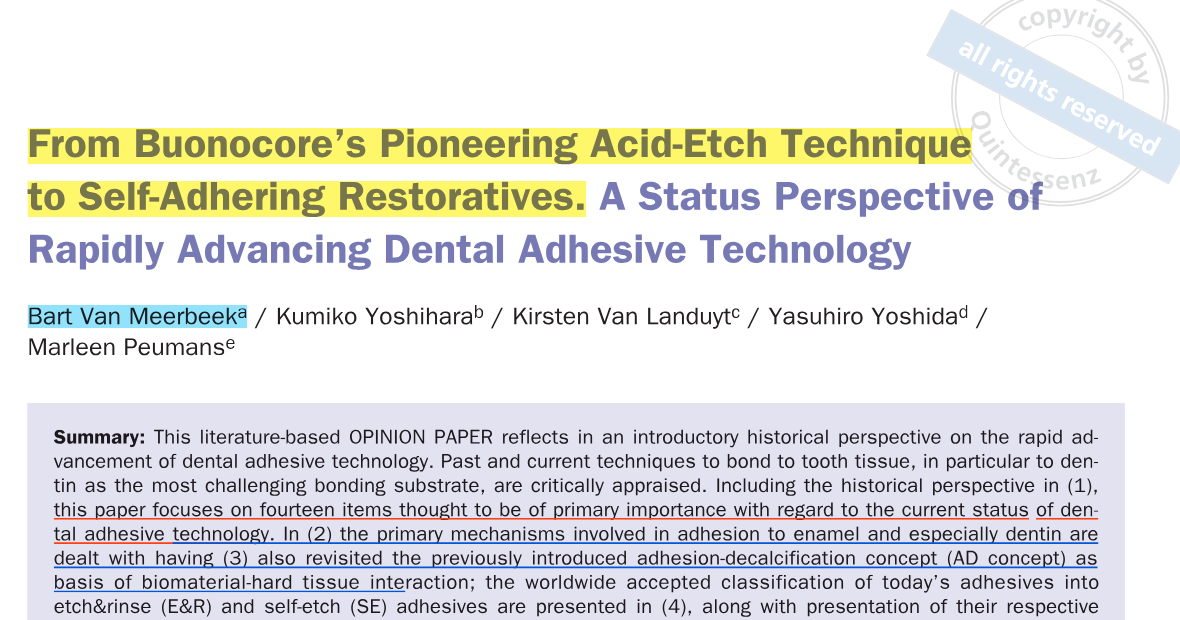 copyright by
all rights reserved
Quintessenz
From Buonocore’s Pioneering Acid-Etch Technique
to Self-Adhering Restoratives. A Status Perspective of
Rapidly Advancing Dental Adhesive Technology
Bart Van Meerbeekᵃ / Kumiko Yoshiharaᵇ / Kirsten Van Landuytᶜ / Yasuhiro Yoshidaᵈ /
Marleen Peumansᵉ
Summary: This literature-based OPINION PAPER reflects in an introductory historical perspective on the rapid ad-
vancement of dental adhesive technology. Past and current techniques to bond to tooth tissue, in particular to den-
tin as the most challenging bonding substrate, are critically appraised. Including the historical perspective in (1),
this paper focuses on fourteen items thought to be of primary importance with regard to the current status of den-
tal adhesive technology. In (2) the primary mechanisms involved in adhesion to enamel and especially dentin are
dealt with having (3) also revisited the previously introduced adhesion-decalcification concept (AD concept) as
basis of biomaterial-hard tissue interaction; the worldwide accepted classification of today’s adhesives into
etch&rinse (E&R) and self-etch (SE) adhesives are presented in (4), along with presentation of their respective